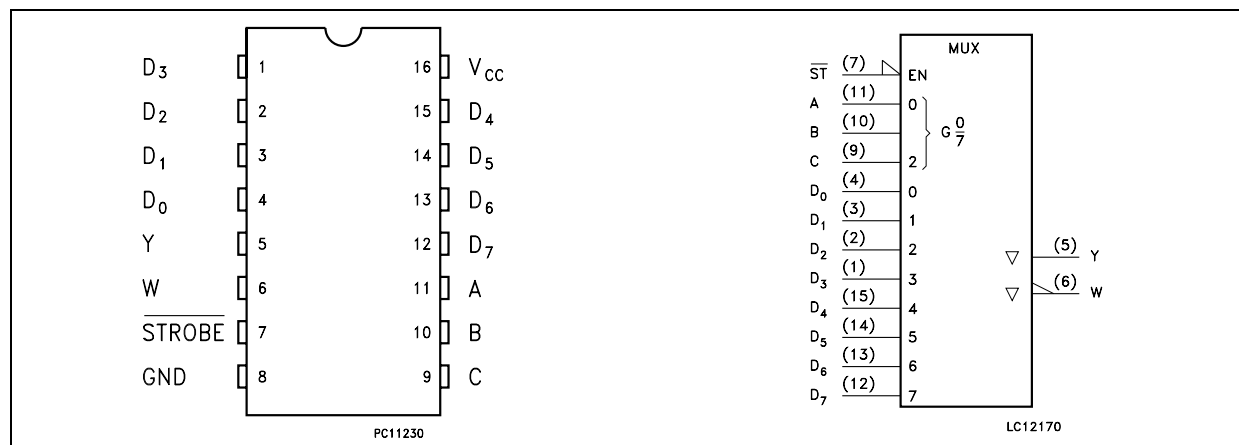 D3 1 16 VCC
D2 2 15 D4
D1 3 14 D5
D0 4 13 D6
Y 5 12 D7
W 6 11 A
STROBE 7 10 B
GND 8 9 C
PC11230
MUX
ST (7) EN
A (11) 0
B (10) G 0/7
C (9) 2
D0 (4) 0
D1 (3) 1
D2 (2) 2
(5) Y
D3 (1) 3
(6) W
D4 (15) 4
D5 (14) 5
D6 (13) 6
D7 (12) 7
LC12170